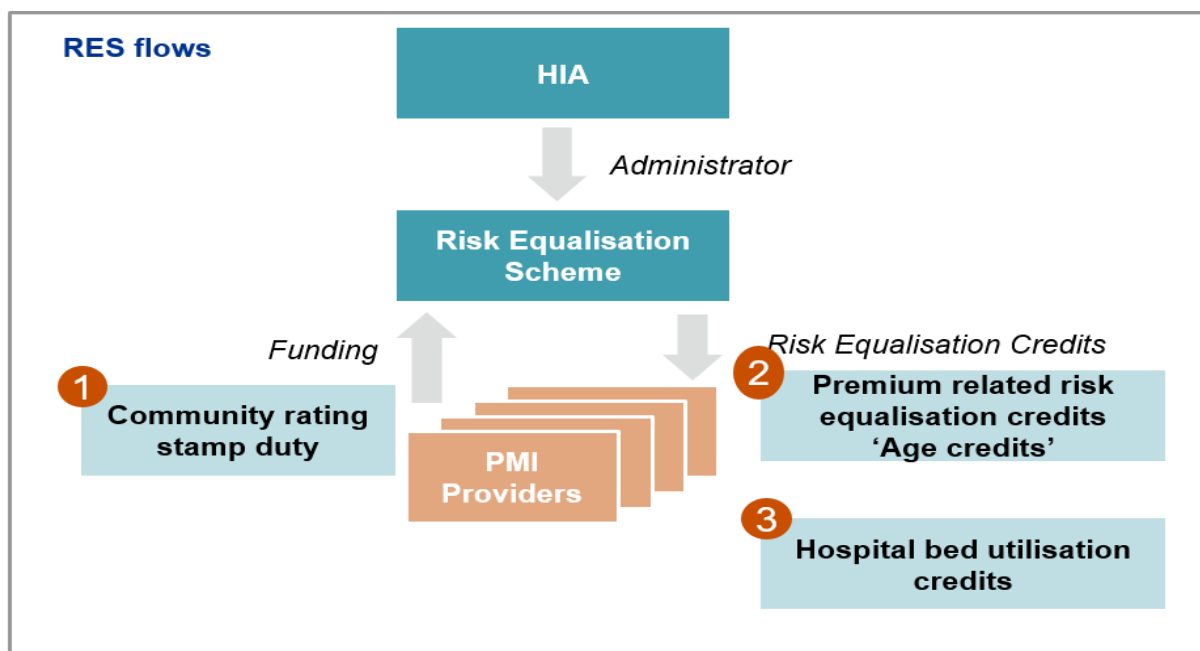 RES flows
HIA
Administrator
Risk Equalisation
Scheme
Funding
Risk Equalisation Credits
1
Community rating
stamp duty
PMI
Providers
2
Premium related risk
equalisation credits
‘Age credits’
3
Hospital bed utilisation
credits